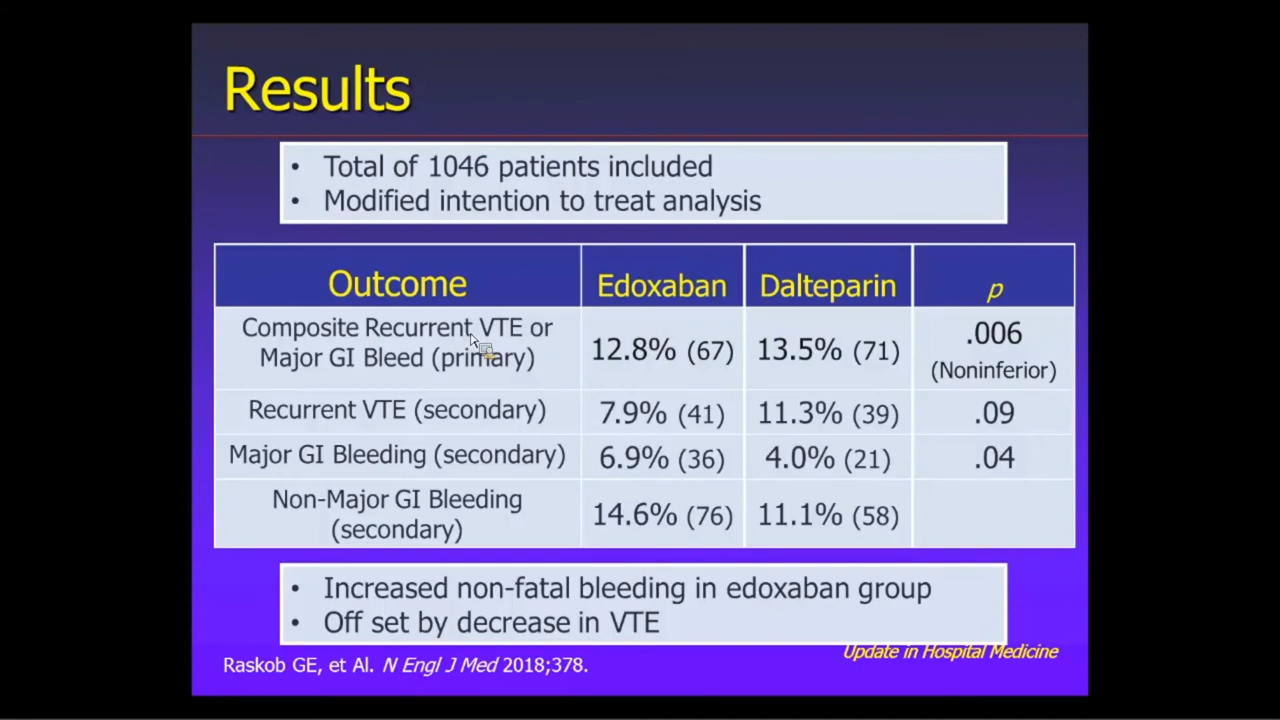 Results
• Total of 1046 patients included
• Modified intention to treat analysis
Outcome Edoxaban Dalteparin p
Composite Recurrent VTE or
Major GI Bleed (primary) 12.8% (67) 13.5% (71) .006
(Noninferior)
Recurrent VTE (secondary) 7.9% (41) 11.3% (39) .09
Major GI Bleeding (secondary) 6.9% (36) 4.0% (21) .04
Non-Major GI Bleeding
(secondary) 14.6% (76) 11.1% (58)
• Increased non-fatal bleeding in edoxaban group
• Off set by decrease in VTE
Update in Hospital Medicine
Raskob GE, et Al. N Engl J Med 2018;378.